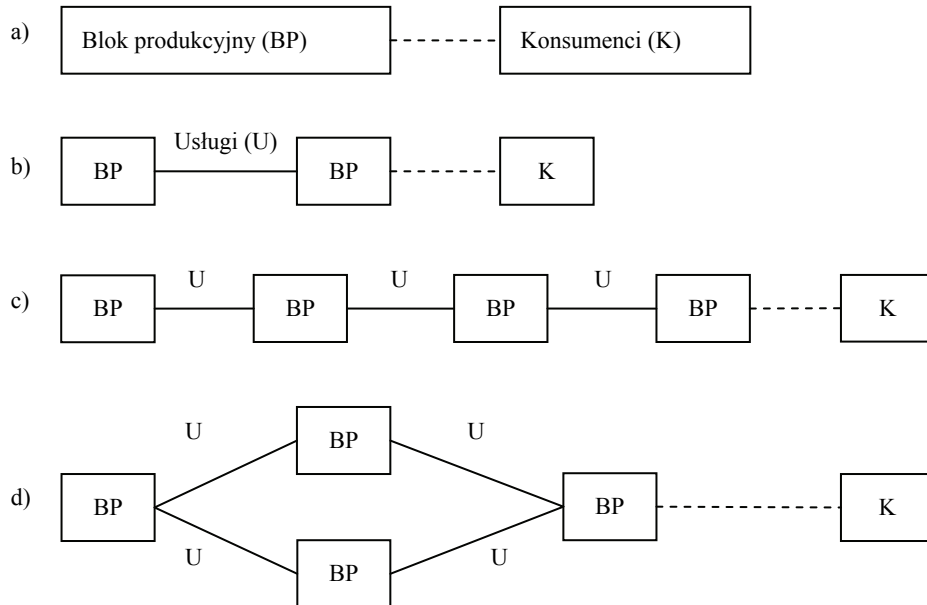 a) Blok produkcyjny (BP) Konsumenci (K)
Usługi (U)
b) BP BP K
U U U
c) BP BP BP BP K
U BP U
d) BP BP K
U BP U